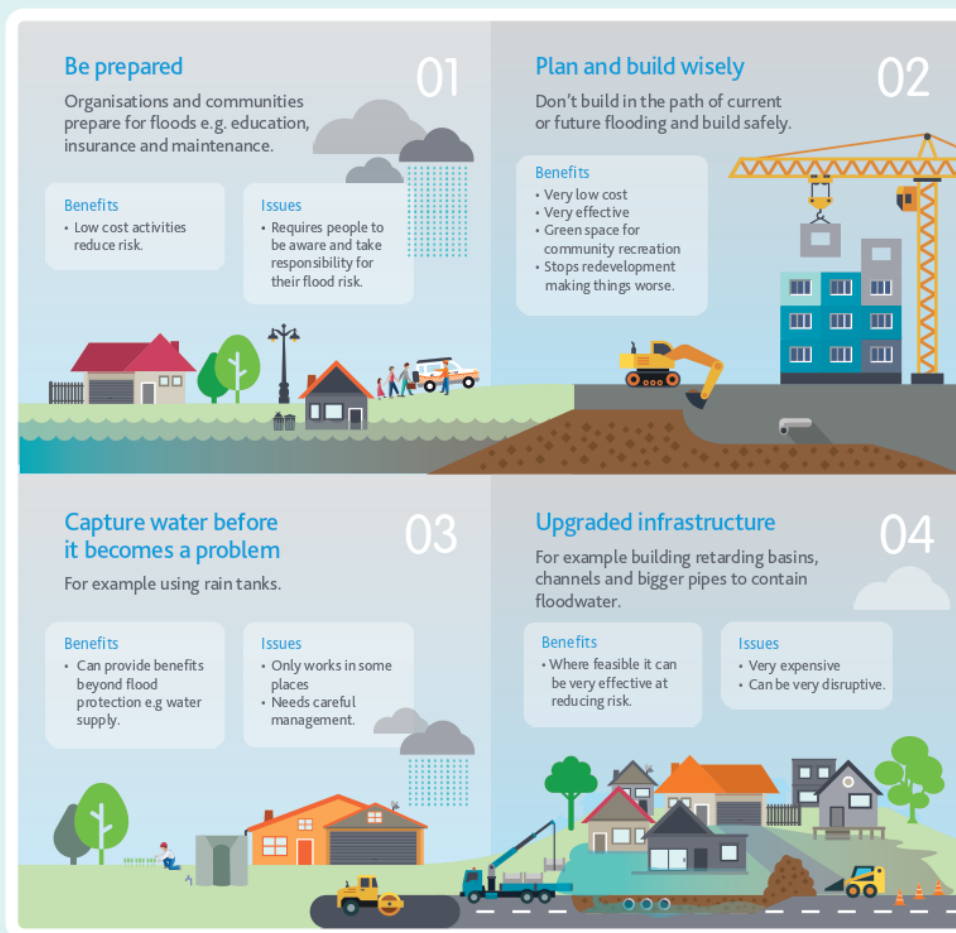 Be prepared
01
Organisations and communities
prepare for floods e.g. education,
insurance and maintenance.
Benefits
• Low cost activities
reduce risk.
Issues
• Requires people to
be aware and take
responsibility for
their flood risk.
Plan and build wisely
02
Don't build in the path of current
or future flooding and build safely.
Benefits
• Very low cost
• Very effective
• Green space for
community recreation
• Stops redevelopment
making things worse.
Capture water before
it becomes a problem
03
For example using rain tanks.
Benefits
• Can provide benefits
beyond flood
protection e.g water
supply.
Issues
• Only works in some
places
• Needs careful
management.
Upgraded infrastructure
04
For example building retarding basins,
channels and bigger pipes to contain
floodwater.
Benefits
• Where feasible it can
be very effective at
reducing risk.
Issues
• Very expensive
• Can be very disruptive.